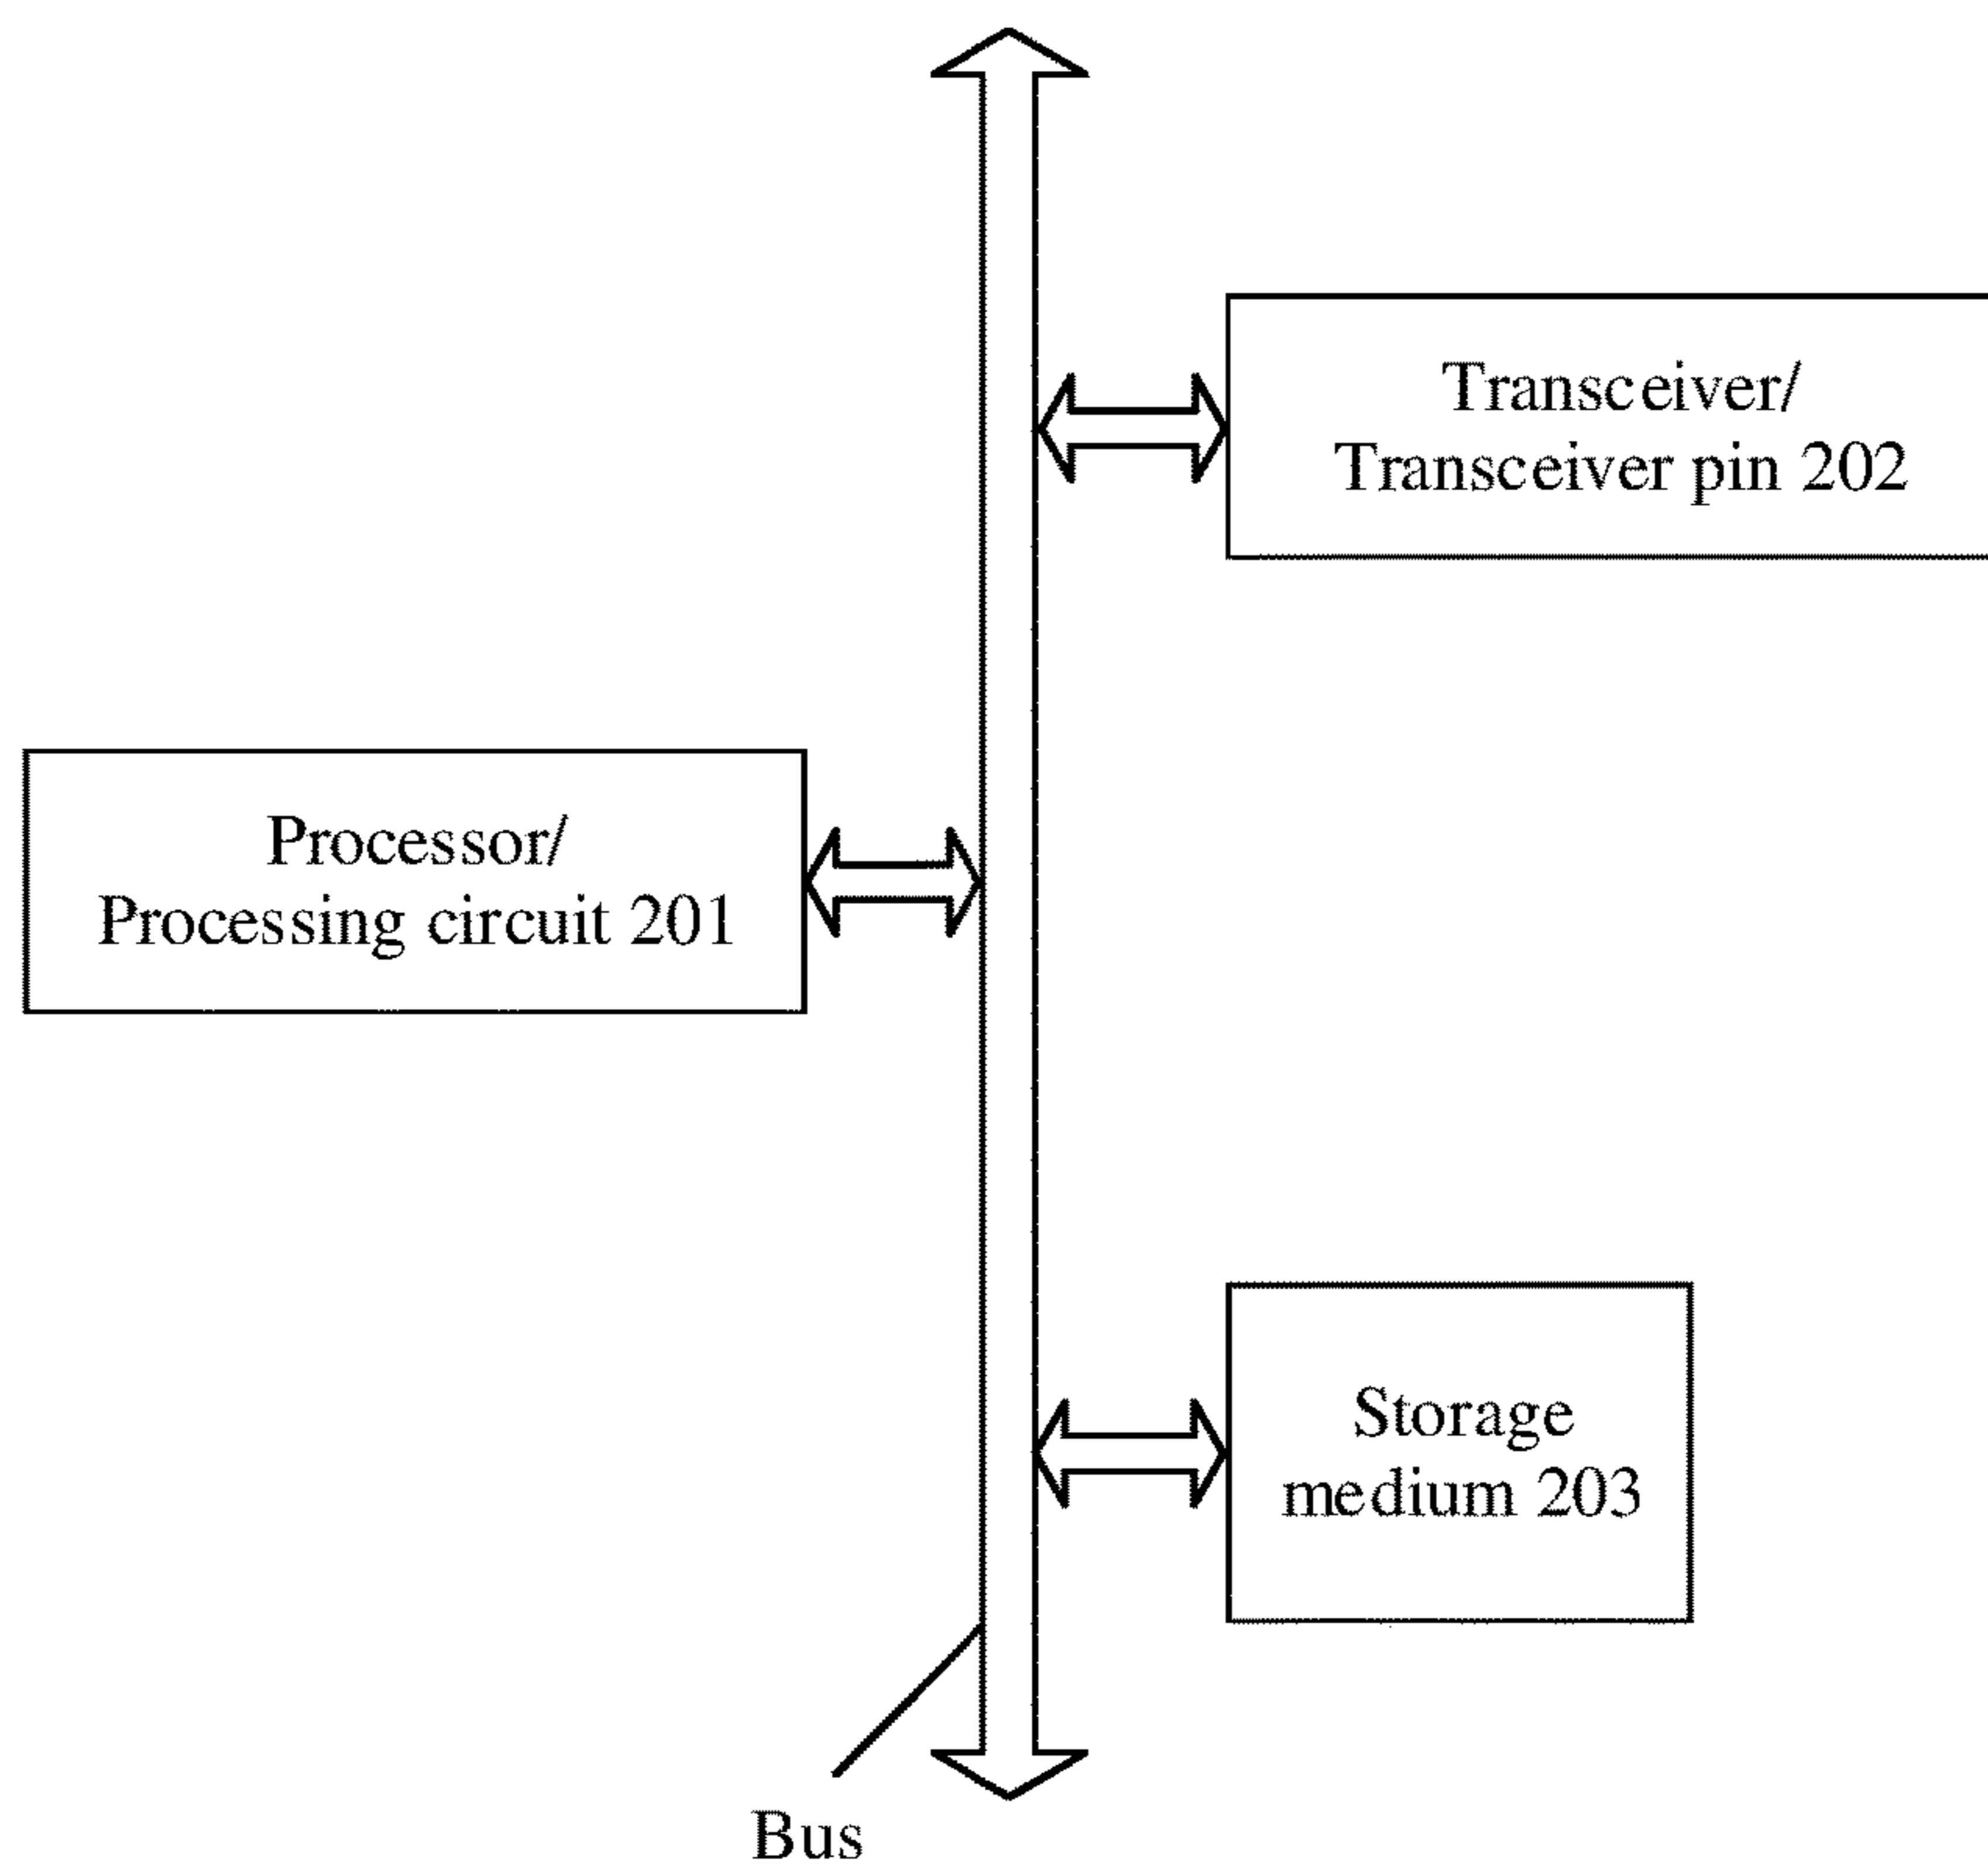 Transceiver/
Transceiver pin 202
Processor/
Processing circuit 201
Storage
medium 203
Bus